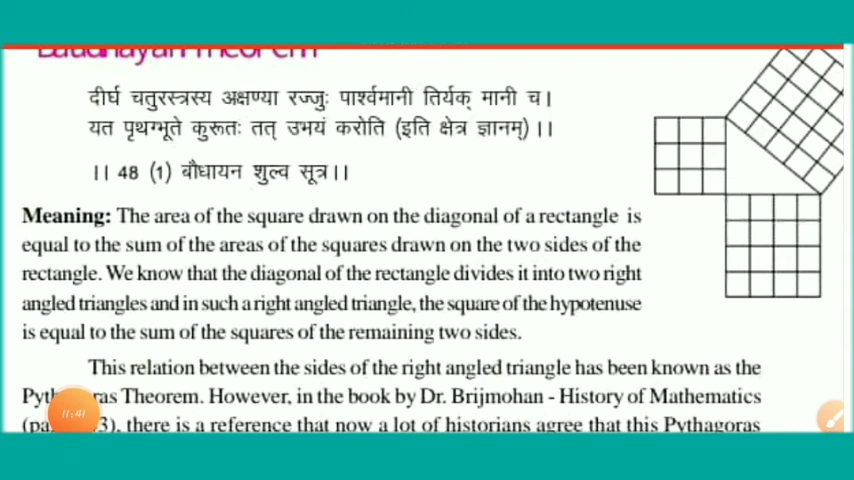 Baudhayan Theorem
दीर्घ चतुरस्त्रस्य अक्षण्या रज्जुः पार्श्वमानी तिर्यक् मानी च।
यत पृथग्भूते कुरूतः तत् उभयं करोति (इति क्षेत्र ज्ञानम्) ।।
।। 48 (1) बौधायन शुल्व सूत्र।।
Meaning: The area of the square drawn on the diagonal of a rectangle is
equal to the sum of the areas of the squares drawn on the two sides of the
rectangle. We know that the diagonal of the rectangle divides it into two right
angled triangles and in such a right angled triangle, the square of the hypotenuse
is equal to the sum of the squares of the remaining two sides.
This relation between the sides of the right angled triangle has been known as the
Theorem. However, in the book by Dr. Brijmohan - History of Mathematics
there is a reference that now a lot of historians agree that this Pythagoras
11:41